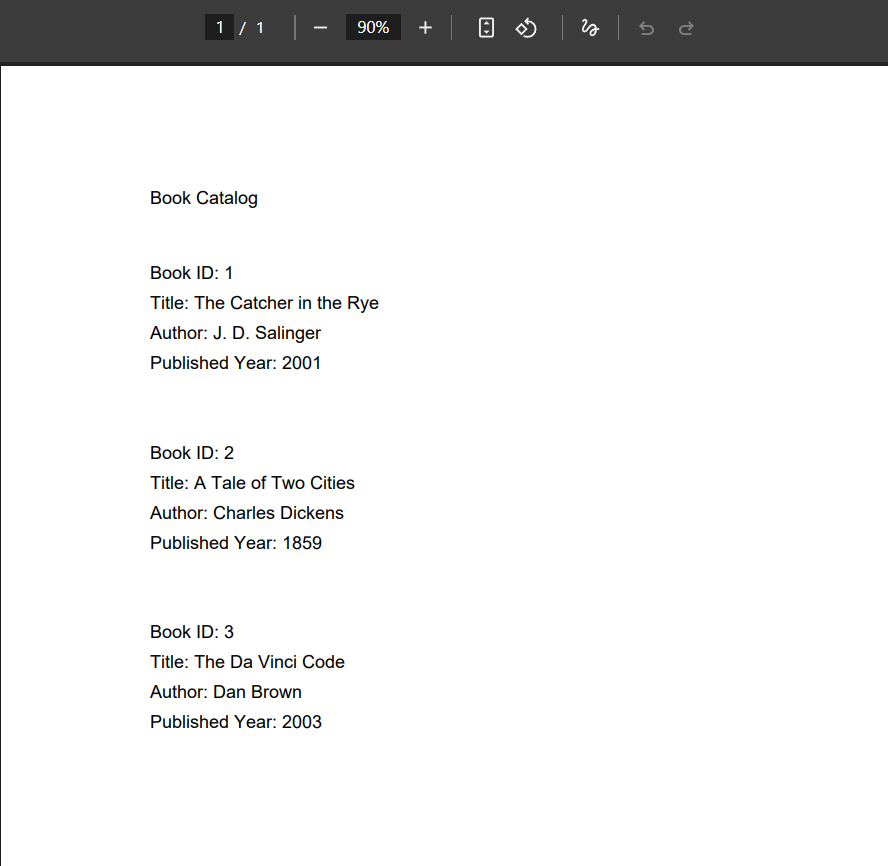 1 / 1 90%
Book Catalog
Book ID: 1
Title: The Catcher in the Rye
Author: J. D. Salinger
Published Year: 2001
Book ID: 2
Title: A Tale of Two Cities
Author: Charles Dickens
Published Year: 1859
Book ID: 3
Title: The Da Vinci Code
Author: Dan Brown
Published Year: 2003